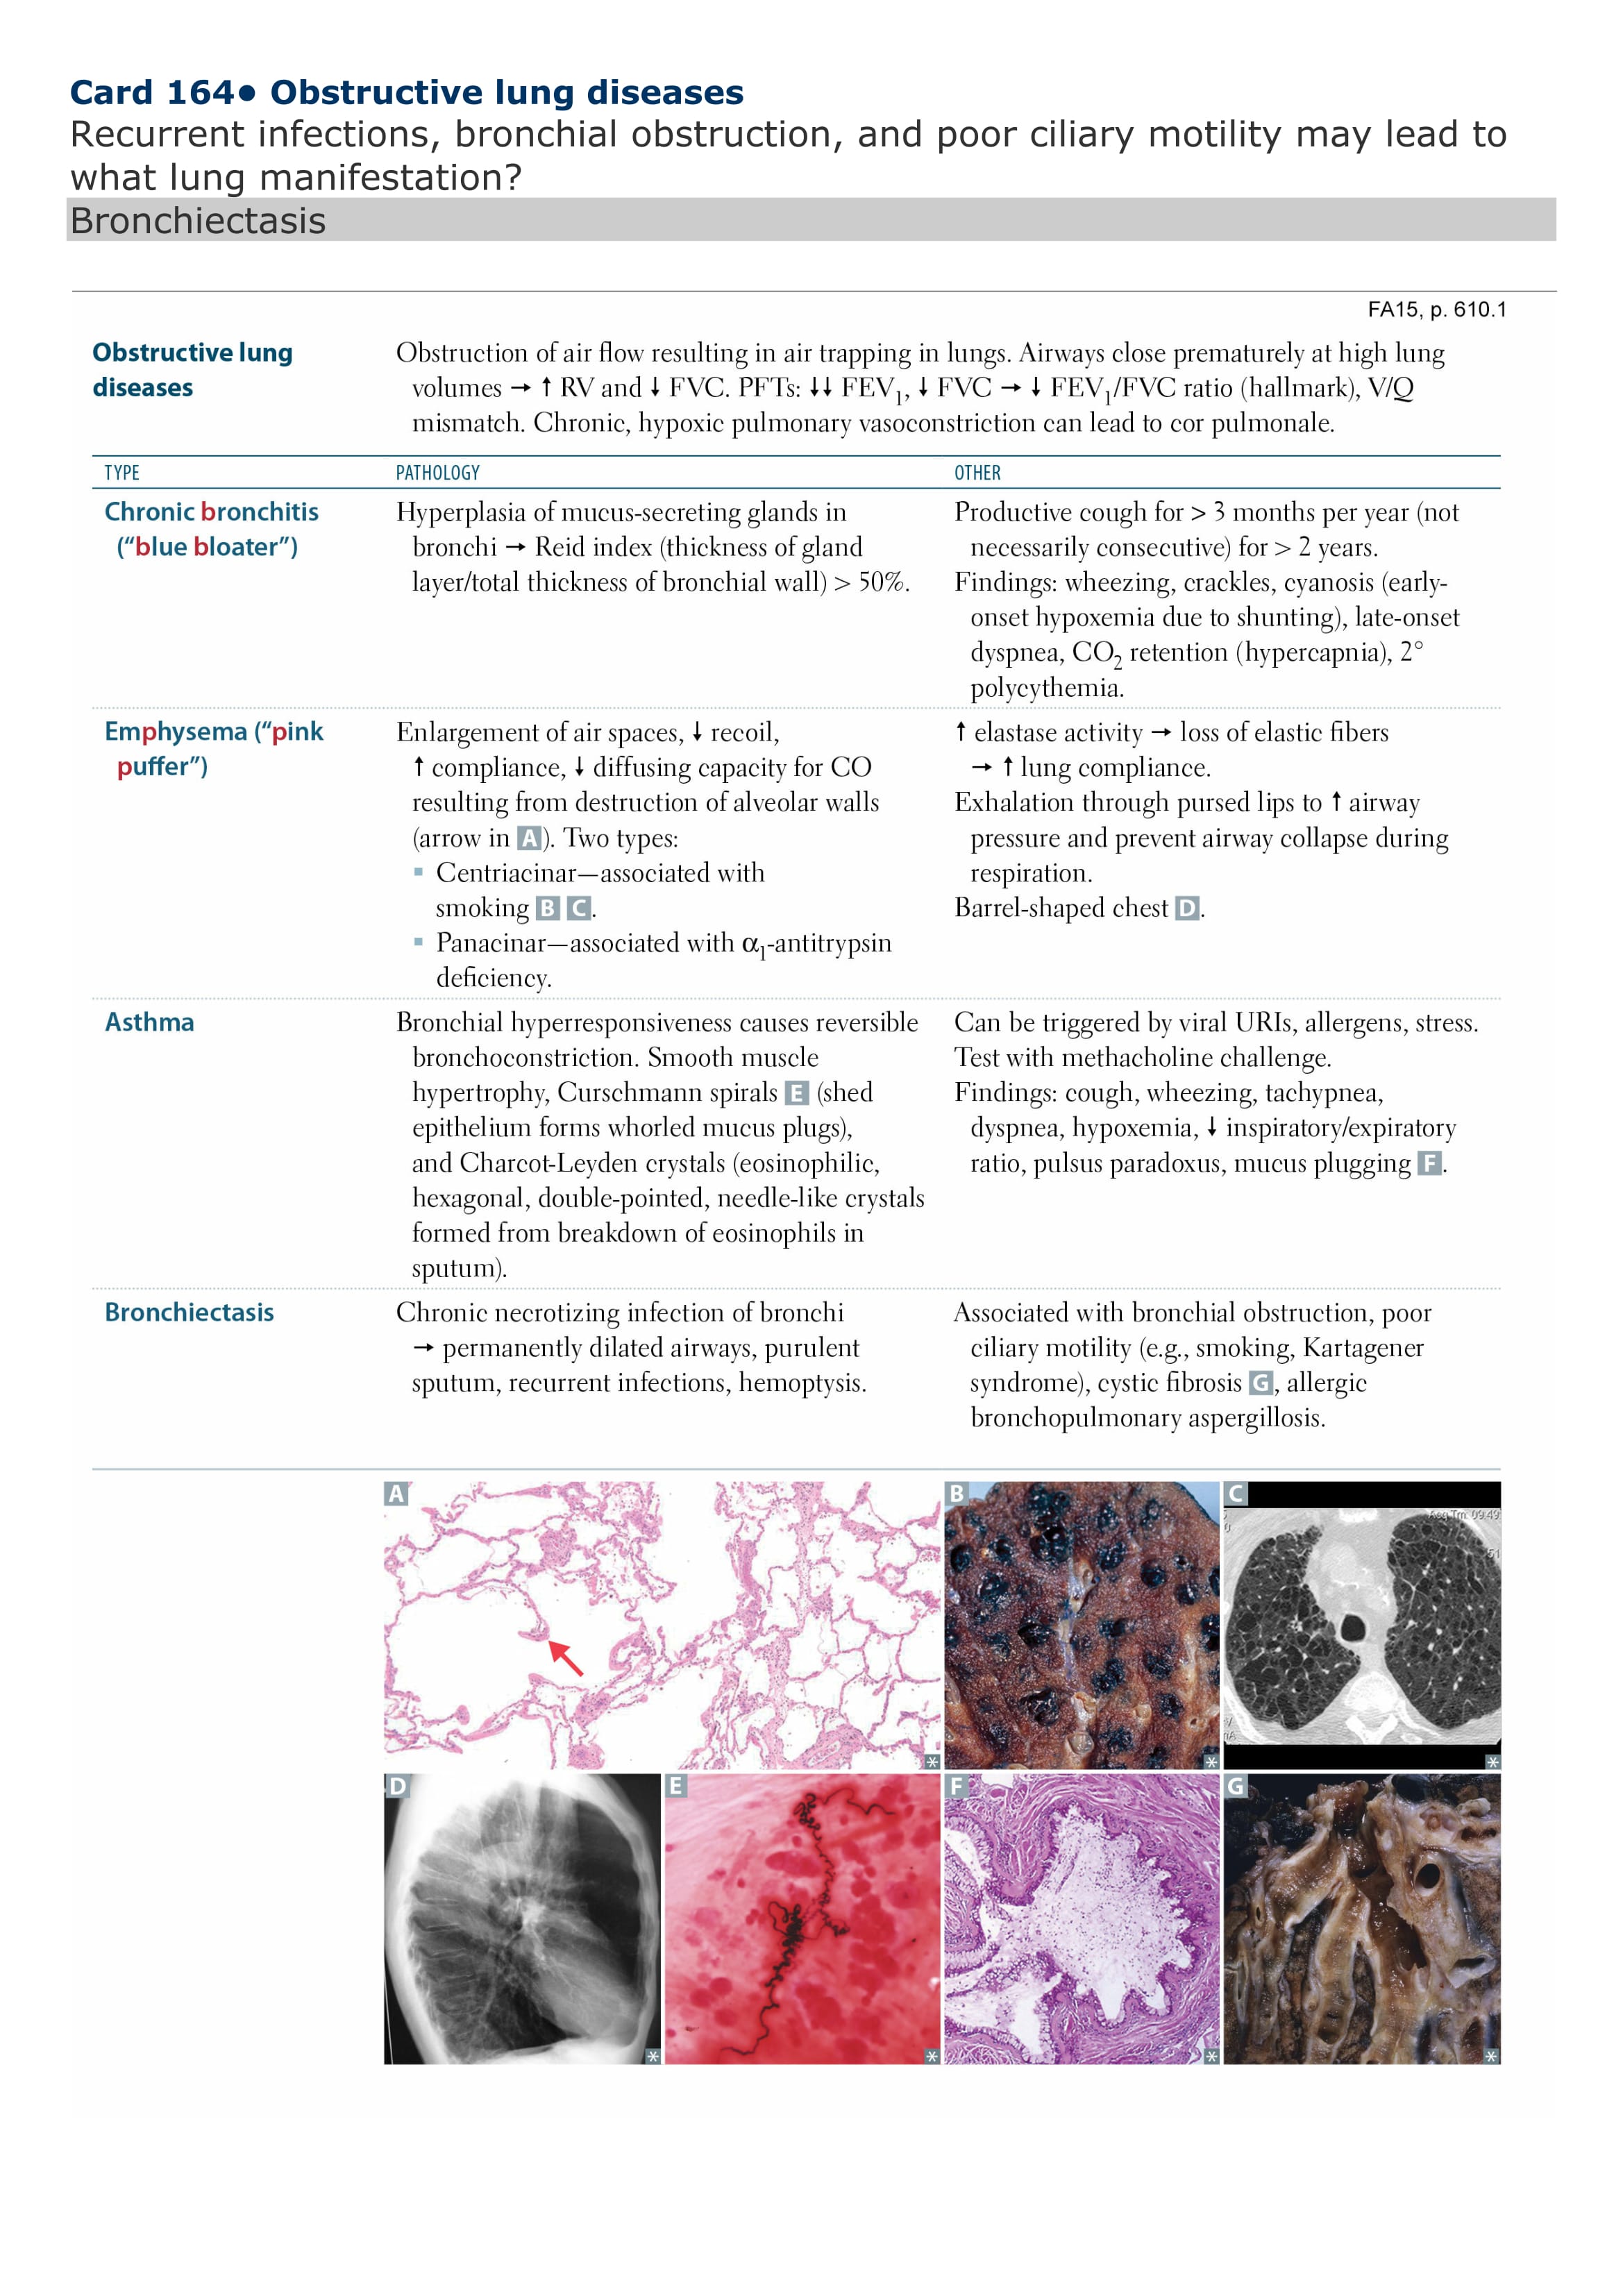 Card 164• Obstructive lung diseases
Recurrent infections, bronchial obstruction, and poor ciliary motility may lead to
what lung manifestation?
Bronchiectasis
FA15, p. 610.1
Obstructive lung
diseases
Obstruction of air flow resulting in air trapping in lungs. Airways close prematurely at high lung
volumes → ↑ RV and ↓ FVC. PFTs: ↓↓ FEV₁, ↓ FVC → ↓ FEV₁/FVC ratio (hallmark), V/Q
mismatch. Chronic, hypoxic pulmonary vasoconstriction can lead to cor pulmonale.
TYPE
PATHOLOGY
OTHER
Chronic bronchitis
(“blue bloater”)
Hyperplasia of mucus-secreting glands in
bronchi → Reid index (thickness of gland
layer/total thickness of bronchial wall) > 50%.
Productive cough for > 3 months per year (not
necessarily consecutive) for > 2 years.
Findings: wheezing, crackles, cyanosis (early-
onset hypoxemia due to shunting), late-onset
dyspnea, CO₂ retention (hypercapnia), 2°
polycythemia.
Emphysema (“pink
puffer”)
Enlargement of air spaces, ↓ recoil,
↑ compliance, ↓ diffusing capacity for CO
resulting from destruction of alveolar walls
(arrow in A). Two types:
▪ Centriacinar—associated with
smoking B C.
▪ Panacinar—associated with α₁-antitrypsin
deficiency.
↑ elastase activity → loss of elastic fibers
→ ↑ lung compliance.
Exhalation through pursed lips to ↑ airway
pressure and prevent airway collapse during
respiration.
Barrel-shaped chest D.
Asthma
Bronchial hyperresponsiveness causes reversible
bronchoconstriction. Smooth muscle
hypertrophy, Curschmann spirals E (shed
epithelium forms whorled mucus plugs),
and Charcot-Leyden crystals (eosinophilic,
hexagonal, double-pointed, needle-like crystals
formed from breakdown of eosinophils in
sputum).
Can be triggered by viral URIs, allergens, stress.
Test with methacholine challenge.
Findings: cough, wheezing, tachypnea,
dyspnea, hypoxemia, ↓ inspiratory/expiratory
ratio, pulsus paradoxus, mucus plugging F.
Bronchiectasis
Chronic necrotizing infection of bronchi
→ permanently dilated airways, purulent
sputum, recurrent infections, hemoptysis.
Associated with bronchial obstruction, poor
ciliary motility (e.g., smoking, Kartagener
syndrome), cystic fibrosis G, allergic
bronchopulmonary aspergillosis.
A
B
C
D
E
F
G